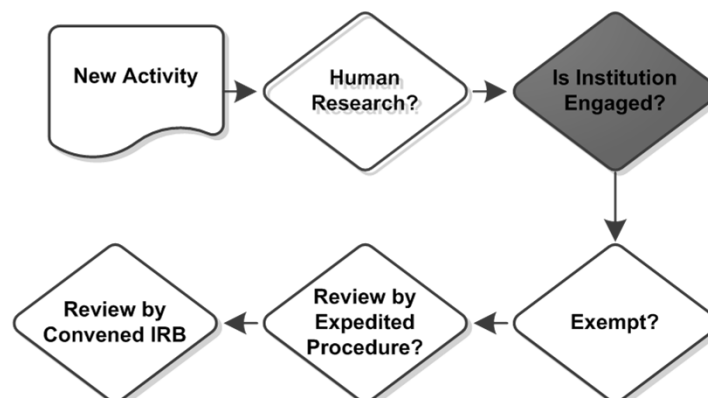 New Activity
Human
Research?
Is Institution
Engaged?
Review by
Convened IRB
Review by
Expedited
Procedure?
Exempt?